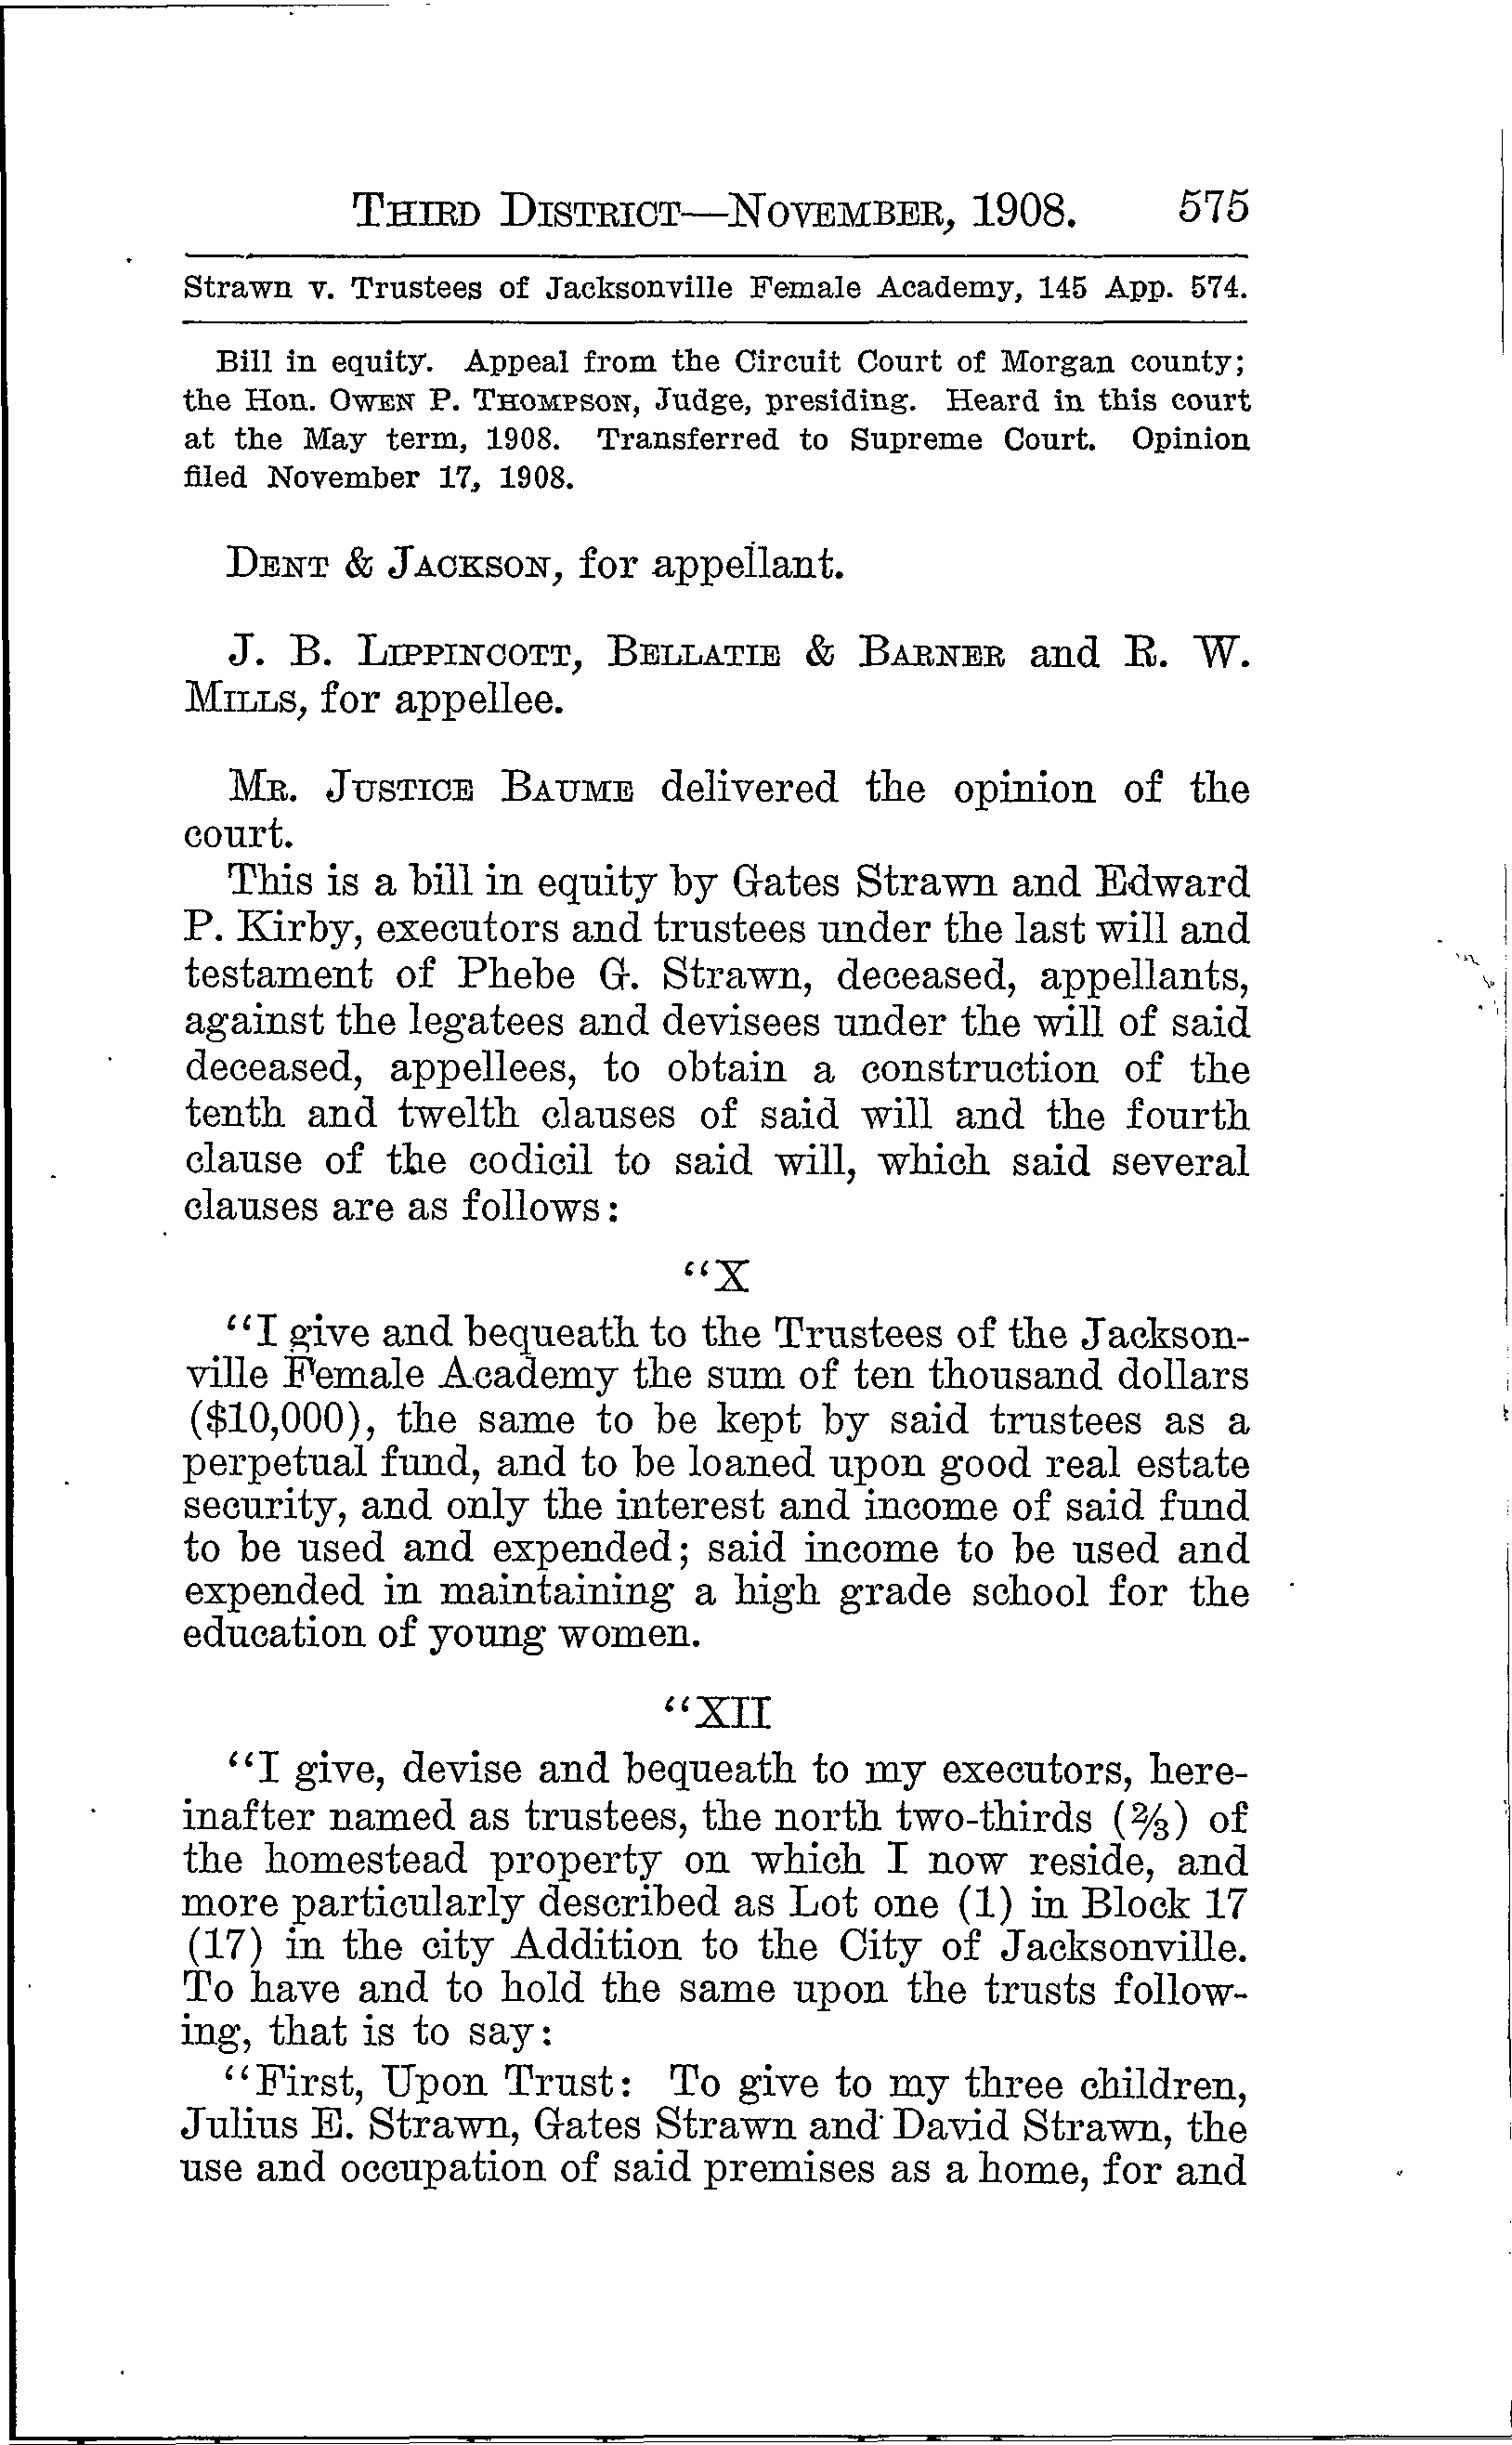 THIRD DISTRICT—NOVEMBER, 1908. 575
Strawn v. Trustees of Jacksonville Female Academy, 145 App. 574.
Bill in equity. Appeal from the Circuit Court of Morgan county;
the Hon. OWEN P. THOMPSON, Judge, presiding. Heard in this court
at the May term, 1908. Transferred to Supreme Court. Opinion
filed November 17, 1908.
DENT & JACKSON, for appellant.
J. B. LIPPINCOTT, BELLATIE & BARNER and R. W.
MILLS, for appellee.
MR. JUSTICE BAUME delivered the opinion of the
court.
This is a bill in equity by Gates Strawn and Edward
P. Kirby, executors and trustees under the last will and
testament of Phebe G. Strawn, deceased, appellants,
against the legatees and devisees under the will of said
deceased, appellees, to obtain a construction of the
tenth and twelth clauses of said will and the fourth
clause of the codicil to said will, which said several
clauses are as follows:
“X
“I give and bequeath to the Trustees of the Jackson-
ville Female Academy the sum of ten thousand dollars
($10,000), the same to be kept by said trustees as a
perpetual fund, and to be loaned upon good real estate
security, and only the interest and income of said fund
to be used and expended; said income to be used and
expended in maintaining a high grade school for the
education of young women.
“XII
“I give, devise and bequeath to my executors, here-
inafter named as trustees, the north two-thirds (⅔) of
the homestead property on which I now reside, and
more particularly described as Lot one (1) in Block 17
(17) in the city Addition to the City of Jacksonville.
To have and to hold the same upon the trusts follow-
ing, that is to say:
“First, Upon Trust: To give to my three children,
Julius E. Strawn, Gates Strawn and David Strawn, the
use and occupation of said premises as a home, for and